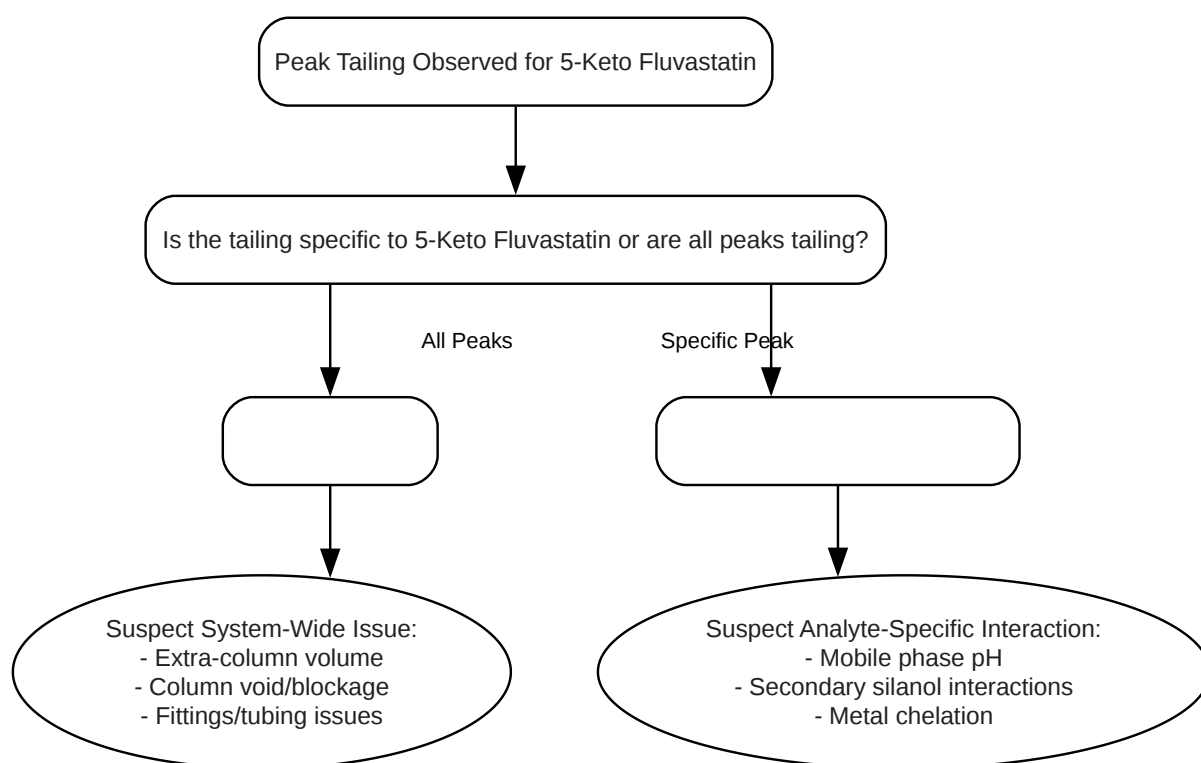 Peak Tailing Observed for 5-Keto Fluvastatin
Is the tailing specific to 5-Keto Fluvastatin or are all peaks tailing?
All Peaks
Specific Peak
Suspect System-Wide Issue:
- Extra-column volume
- Column void/blockage
- Fittings/tubing issues
Suspect Analyte-Specific Interaction:
- Mobile phase pH
- Secondary silanol interactions
- Metal chelation